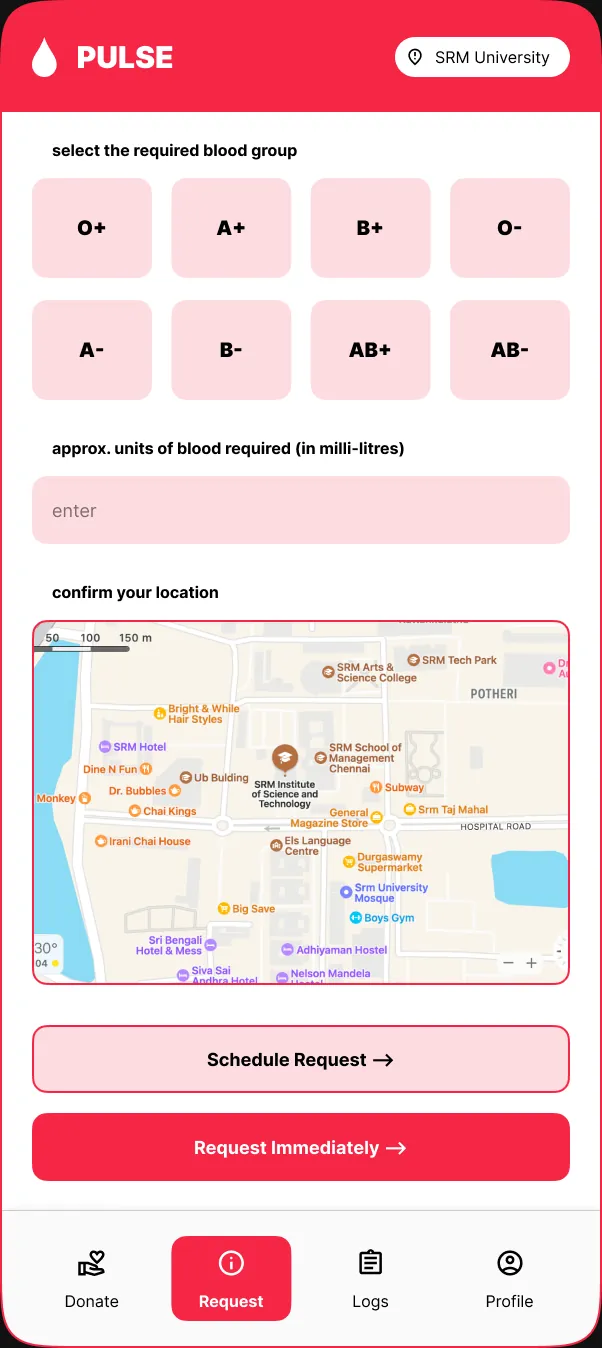 PULSE
SRM University
select the required blood group
O+ A+ B+ O-
A- B- AB+ AB-
approx. units of blood required (in milli-litres)
enter
confirm your location
50 100 150 m
SRM Arts &
Science College
SRM Tech Park
POTHERI
Bright & While
Hair Styles
SRM Hotel
SRM School of
Management
Chennai
Dine N Fun
Ub Bulding
SRM Institute
of Science and
Technology
Dr. Bubbles
Subway
Monkey
Chai Kings
General
Magazine Store
Srm Taj Mahal
HOSPITAL ROAD
Irani Chai House
Els Language
Centre
Durgaswamy
Supermarket
Srm University
Mosque
Big Save
Boys Gym
Sri Bengali
Hotel & Mess
Adhiyaman Hostel
30°
04
Siva Sai
Andhra Hotel
Nelson Mandela
Hostel
− +
Schedule Request →
Request Immediately →
Donate Request Logs Profile